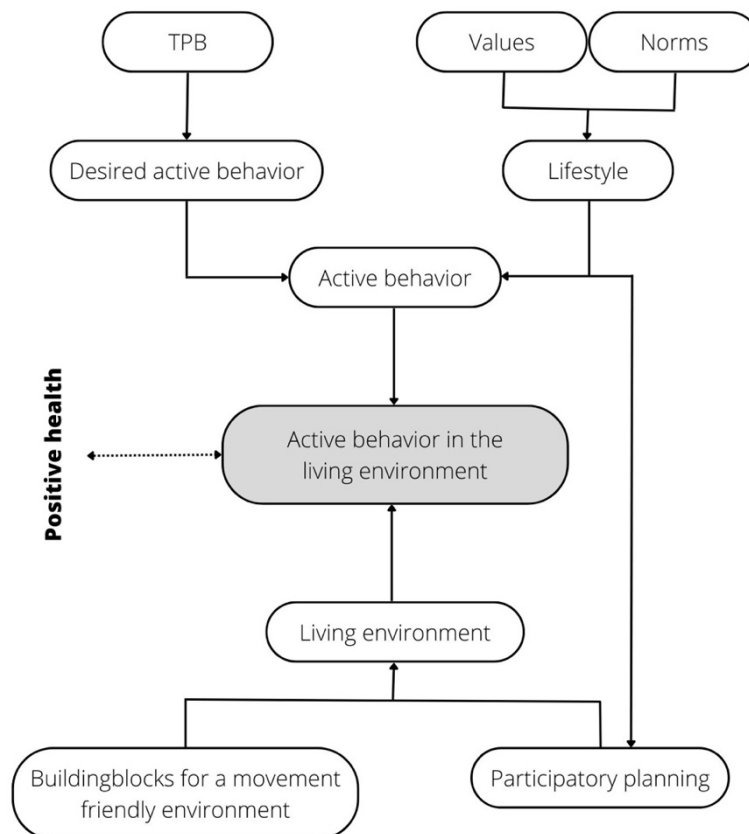 TPB
Values
Norms
Desired active behavior
Lifestyle
Active behavior
Positive health
Active behavior in the
living environment
Living environment
Buildingblocks for a movement
friendly environment
Participatory planning